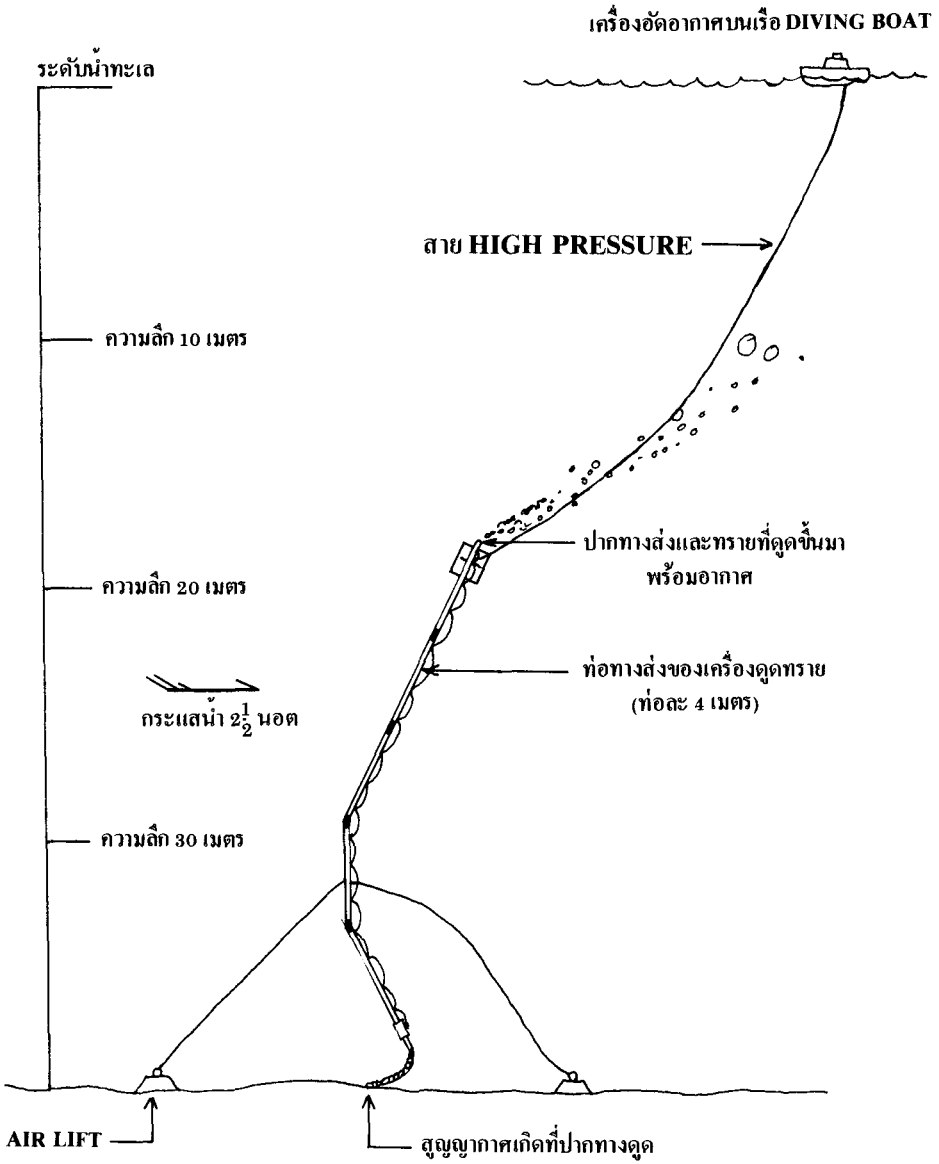 เครื่องอัดอากาศบนเรือ DIVING BOAT
ระดับน้ำทะเล
สาย HIGH PRESSURE
ความลึก 10 เมตร
ปากทางส่งและทรายที่ดูดขึ้นมา
พร้อมอากาศ
ความลึก 20 เมตร
ท่อทางส่งของเครื่องดูดทราย
(ท่อละ 4 เมตร)
กระแสน้ำ 2 1/2 นอต
ความลึก 30 เมตร
AIR LIFT
สูญญากาศเกิดที่ปากทางดูด